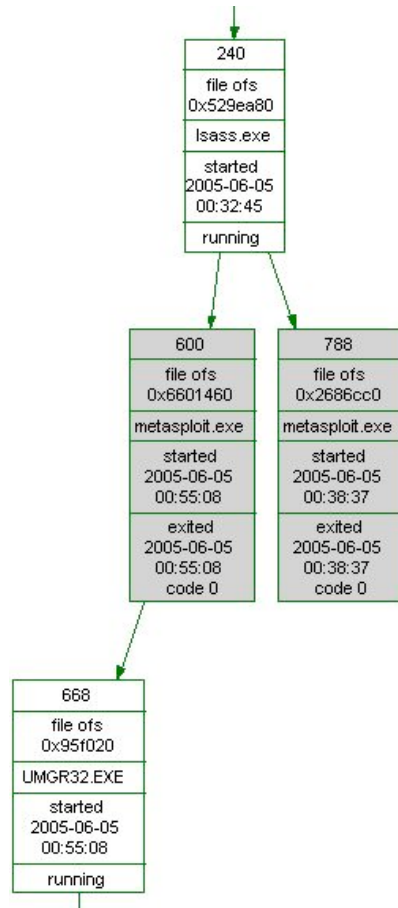 240
file ofs
0x529ea80
lsass.exe
started
2005-06-05
00:32:45
running
600
file ofs
0x6601460
metasploit.exe
started
2005-06-05
00:55:08
exited
2005-06-05
00:55:08
code 0
788
file ofs
0x2686cc0
metasploit.exe
started
2005-06-05
00:38:37
exited
2005-06-05
00:38:37
code 0
668
file ofs
0x95f020
UMGR32.EXE
started
2005-06-05
00:55:08
running